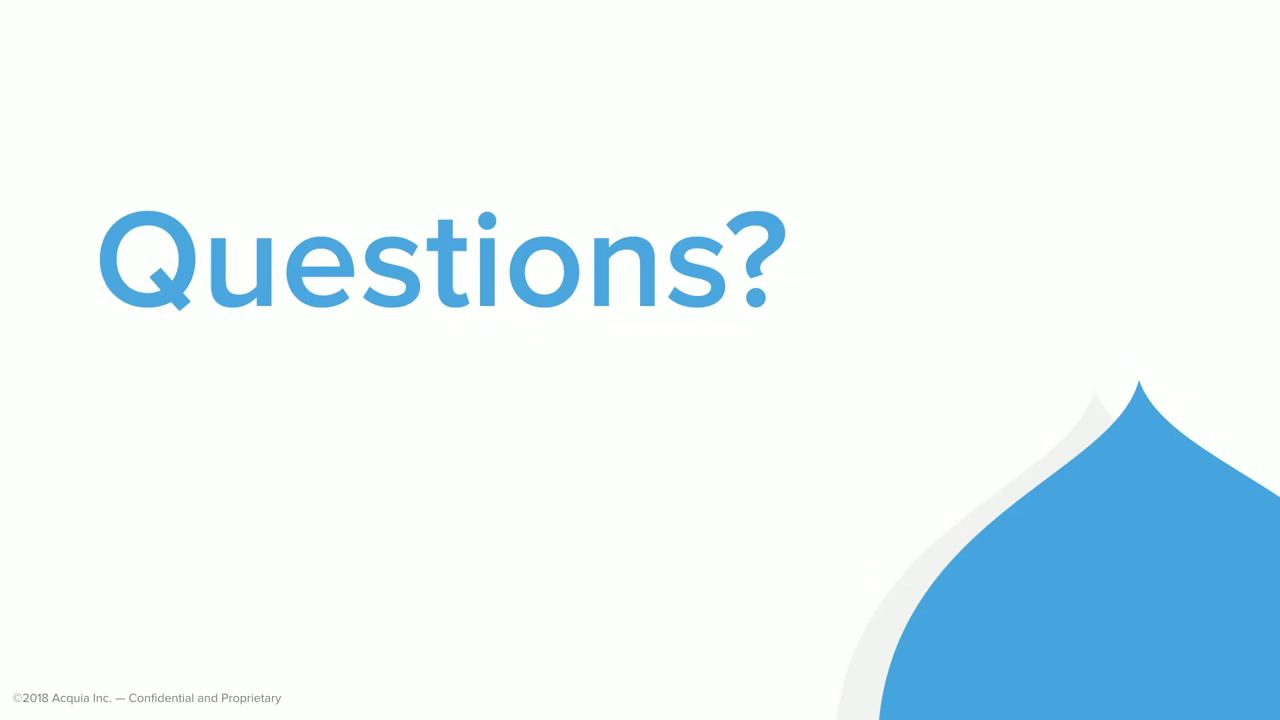 Questions?
©2018 Acquia Inc. — Confidential and Proprietary